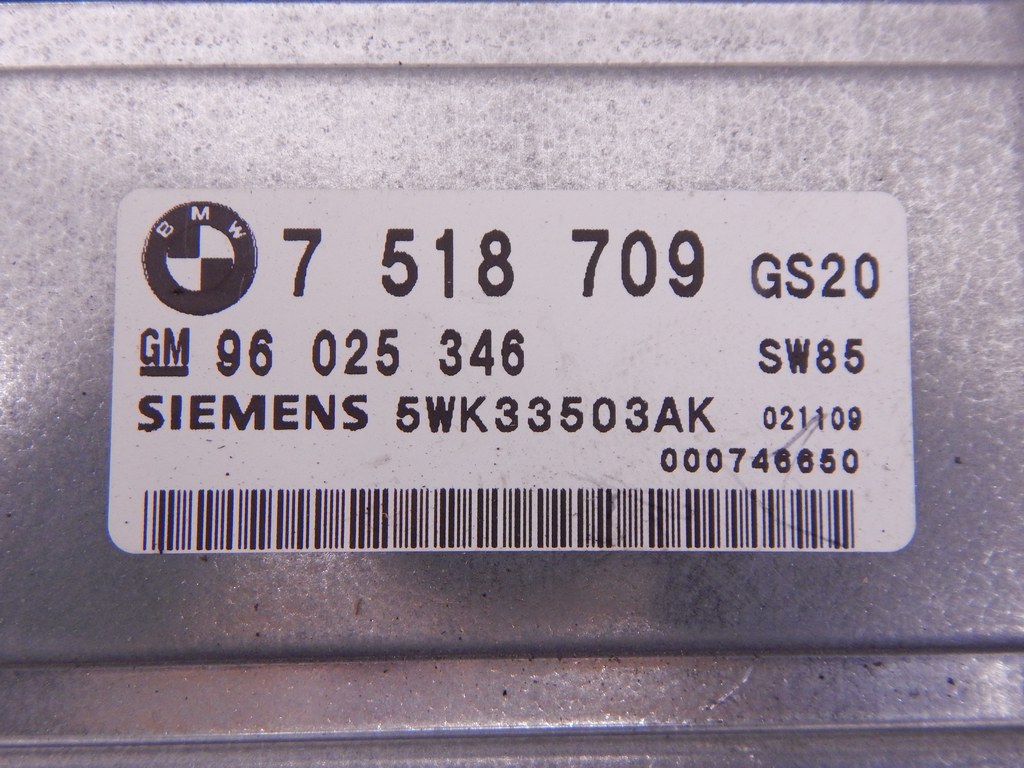 BMW 7 518 709 GS20
GM 96 025 346 SW85
SIEMENS 5WK33503AK 021109
000746650